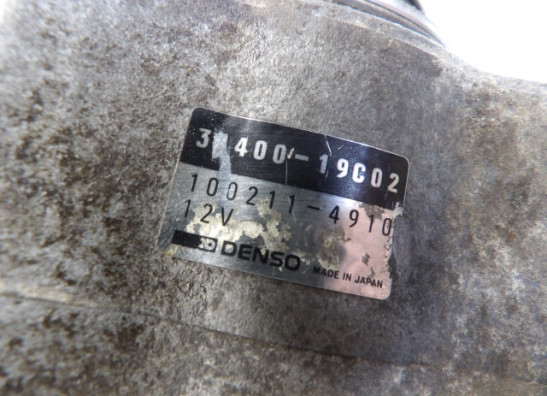 31400-19C02
100211-4910
12V
DENSO MADE IN JAPAN